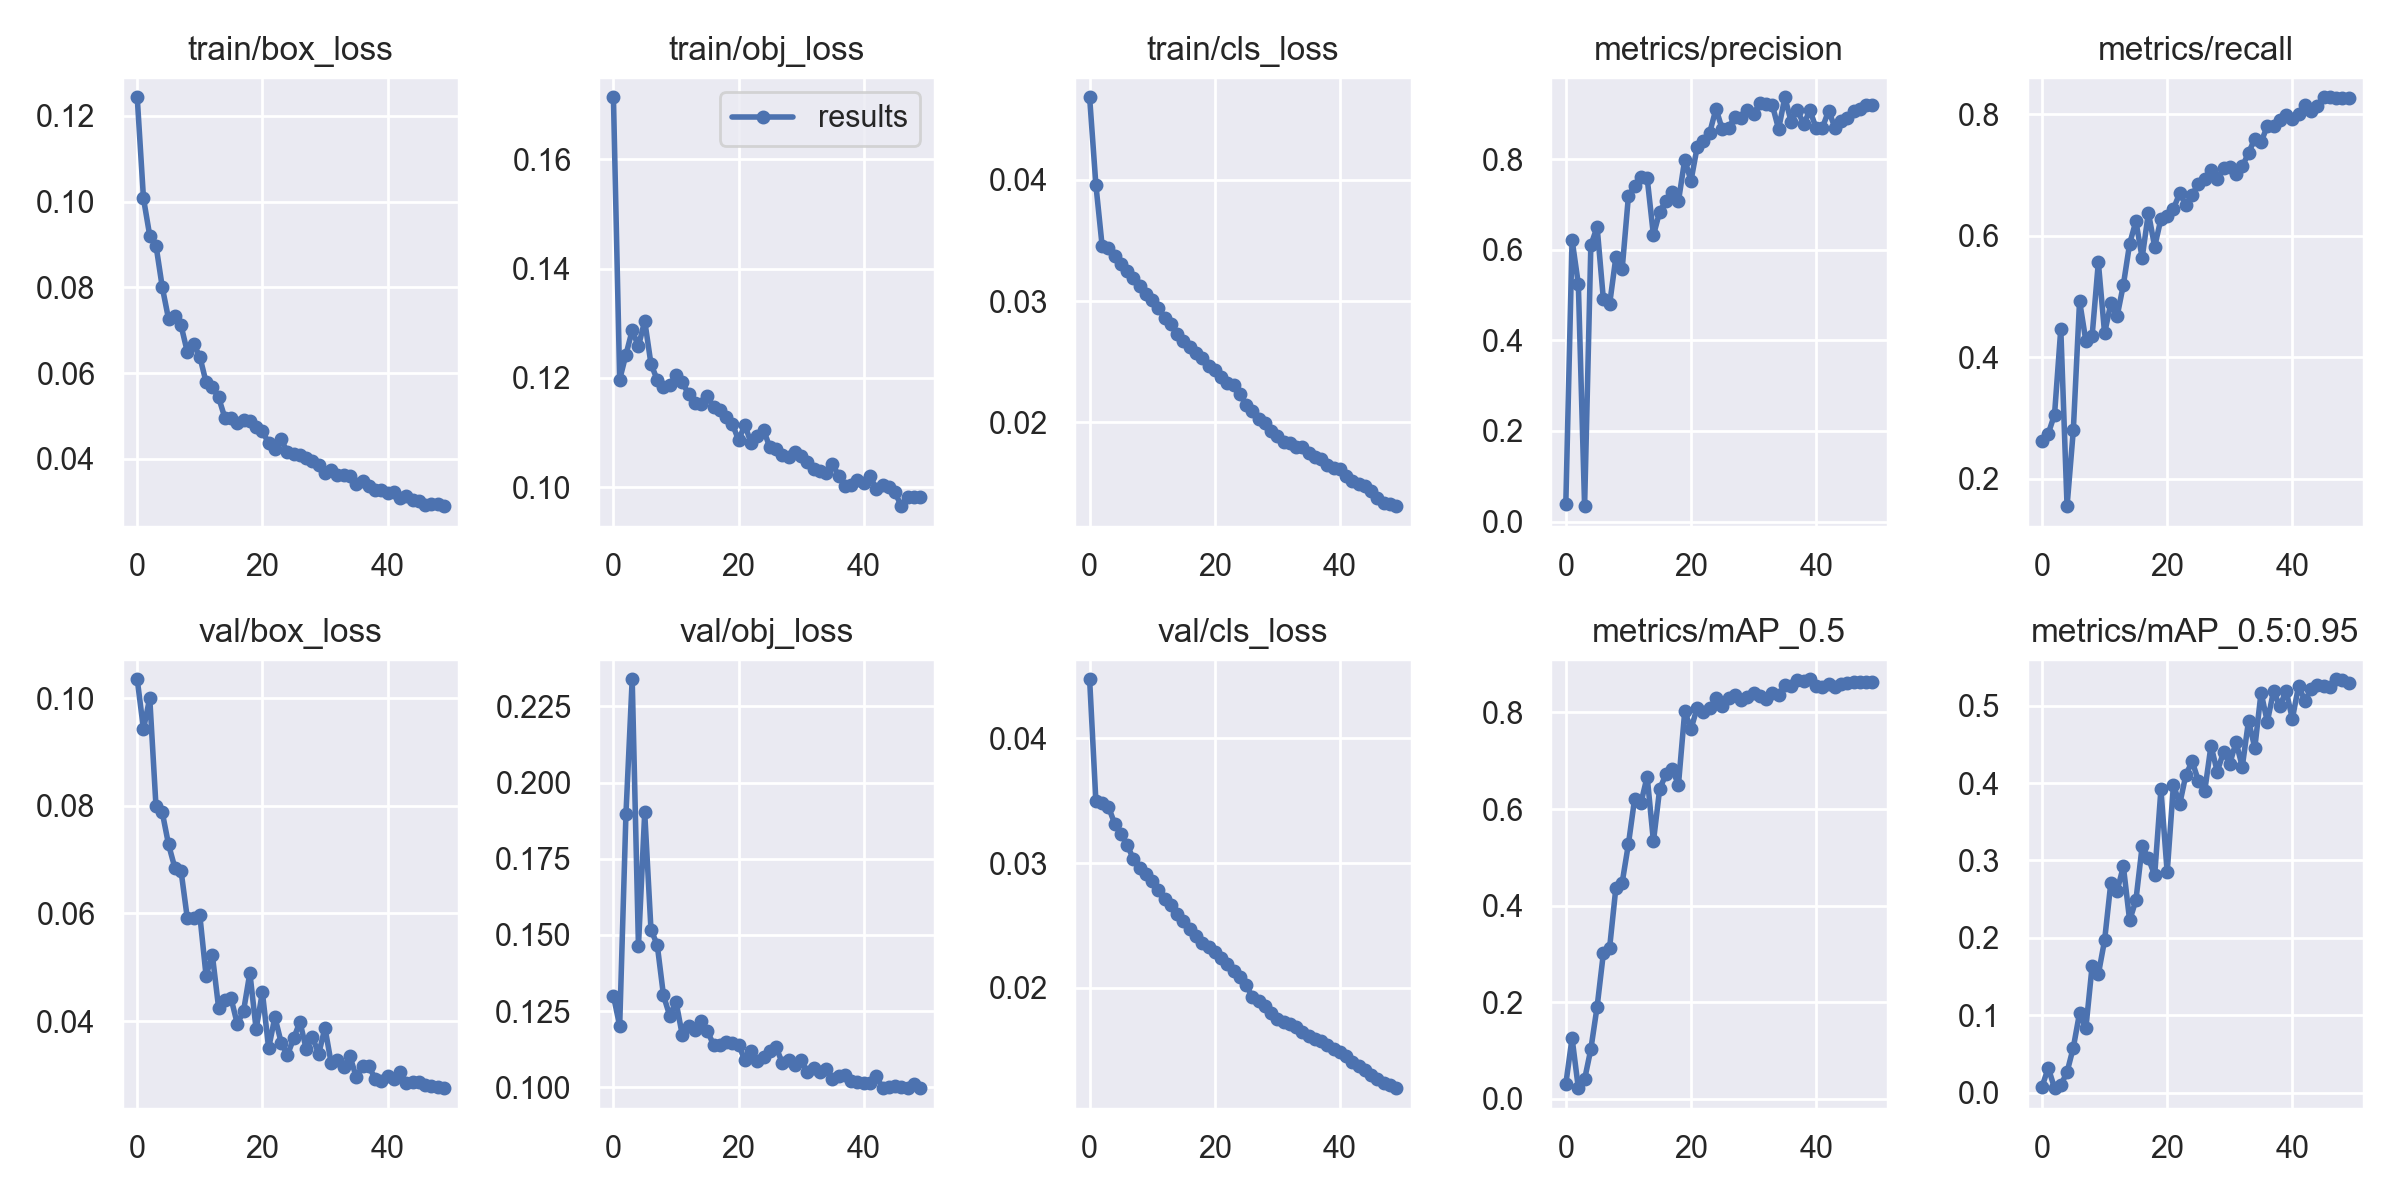 train/box_loss
0.12
0.10
0.08
0.06
0.04
0 20 40
train/obj_loss
results
0.16
0.14
0.12
0.10
0 20 40
train/cls_loss
0.04
0.03
0.02
0 20 40
metrics/precision
0.8
0.6
0.4
0.2
0.0
0 20 40
metrics/recall
0.8
0.6
0.4
0.2
0 20 40
val/box_loss
0.10
0.08
0.06
0.04
0 20 40
val/obj_loss
0.225
0.200
0.175
0.150
0.125
0.100
0 20 40
val/cls_loss
0.04
0.03
0.02
0 20 40
metrics/mAP_0.5
0.8
0.6
0.4
0.2
0.0
0 20 40
metrics/mAP_0.5:0.95
0.5
0.4
0.3
0.2
0.1
0.0
0 20 40